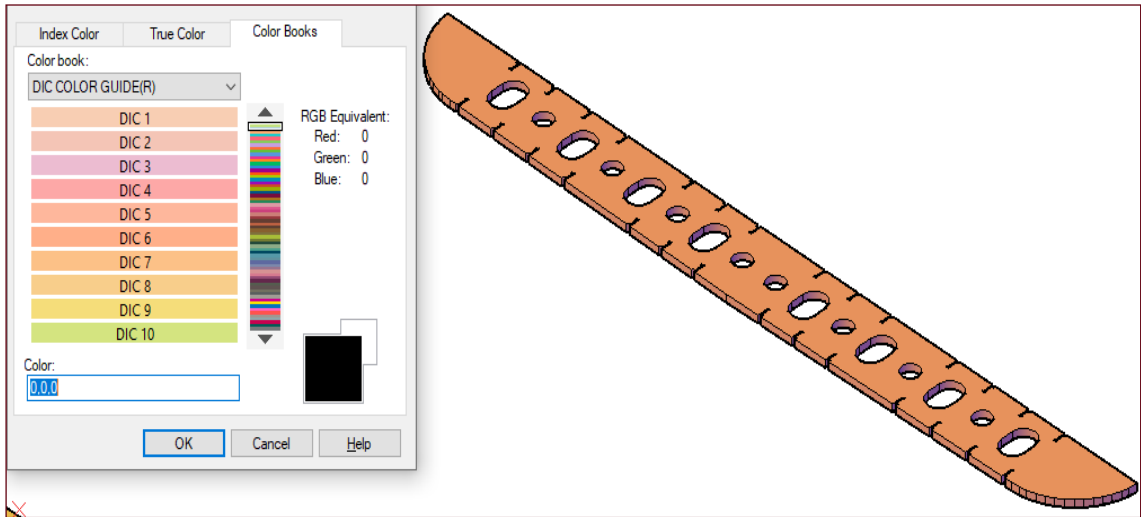 Index Color True Color Color Books
Color book:
DIC COLOR GUIDE(R)
DIC 1
DIC 2
DIC 3
DIC 4
DIC 5
DIC 6
DIC 7
DIC 8
DIC 9
DIC 10
RGB Equivalent:
Red: 0
Green: 0
Blue: 0
Color:
0,0,0
OK Cancel Help